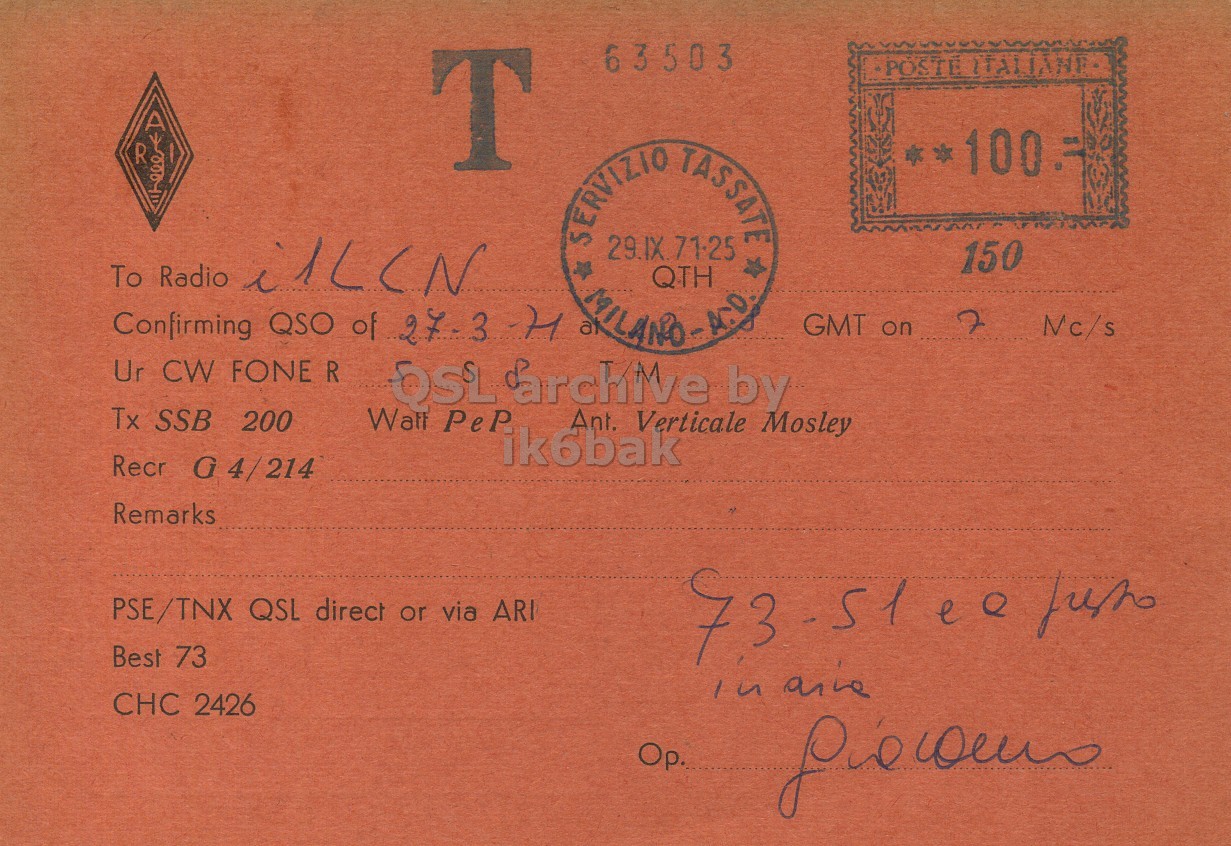 T 63503
POSTE ITALIANE
**100.=
150
ARI
SERVIZIO TASSATE
29.IX.71-25
MILANO - A.D.
To Radio i1LCN QTH
Confirming QSO of 27-3-71 at GMT on 7 Mc/s
Ur CW FONE R 5 S 8 T/M
QSL archive by
Tx SSB 200 Watt PeP Ant. Verticale Mosley
ik6bak
Recr G 4/214
Remarks
PSE/TNX QSL direct or via ARI
Best 73
CHC 2426
73-51 e a presto
in aria
Op. Giacomo